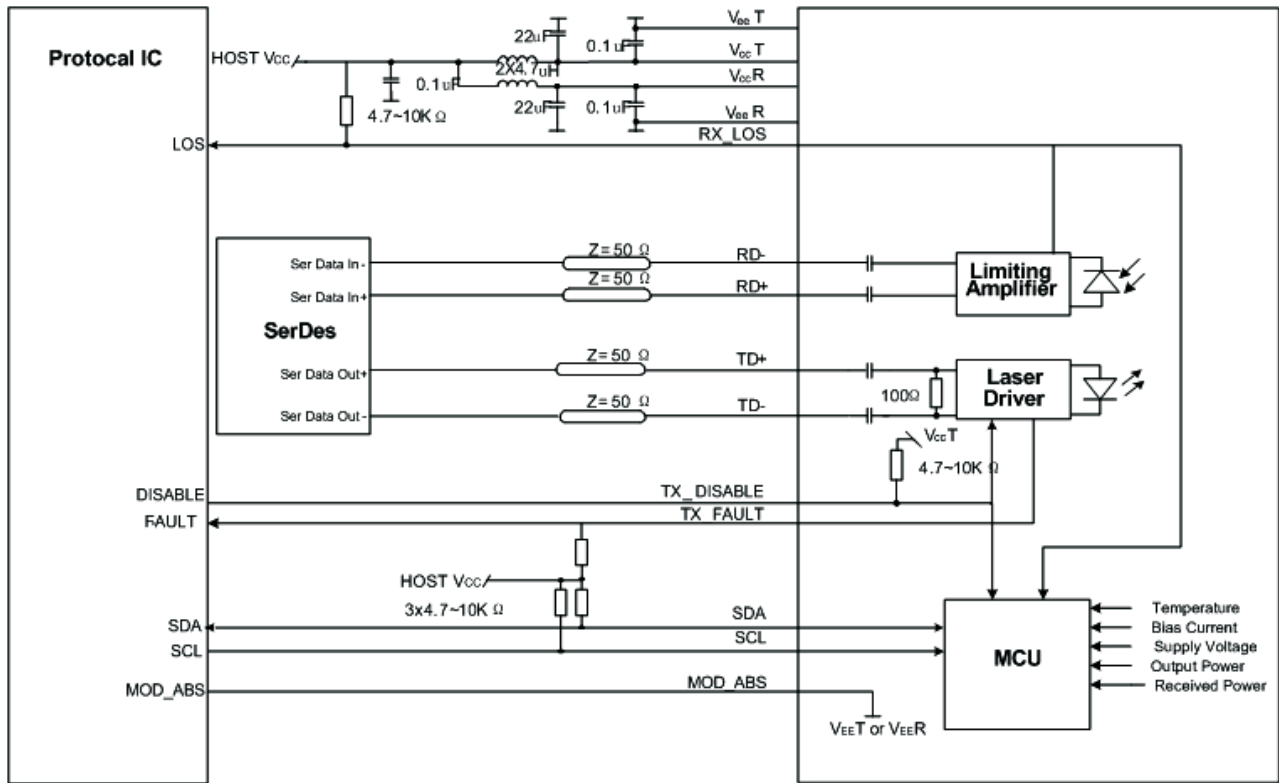 Protocal IC
HOST Vcc
22uF
0.1uF
VeeT
VccT
2X4.7uH
0.1uF
VccR
22uF
0.1uF
VeeR
4.7~10K Ω
LOS
RX_LOS
Z= 50 Ω
RD-
Ser Data In -
Z= 50 Ω
RD+
Ser Data In+
Limiting
Amplifier
SerDes
Z= 50 Ω
TD+
Ser Data Out+
Laser
Driver
100Ω
Z= 50 Ω
TD-
Ser Data Out -
VccT
4.7~10K Ω
DISABLE
TX_DISABLE
FAULT
TX_FAULT
HOST Vcc
3x4.7~10K Ω
SDA
SDA
SCL
SCL
MOD_ABS
MOD_ABS
VEET or VEER
MCU
Temperature
Bias Current
Supply Voltage
Output Power
Received Power